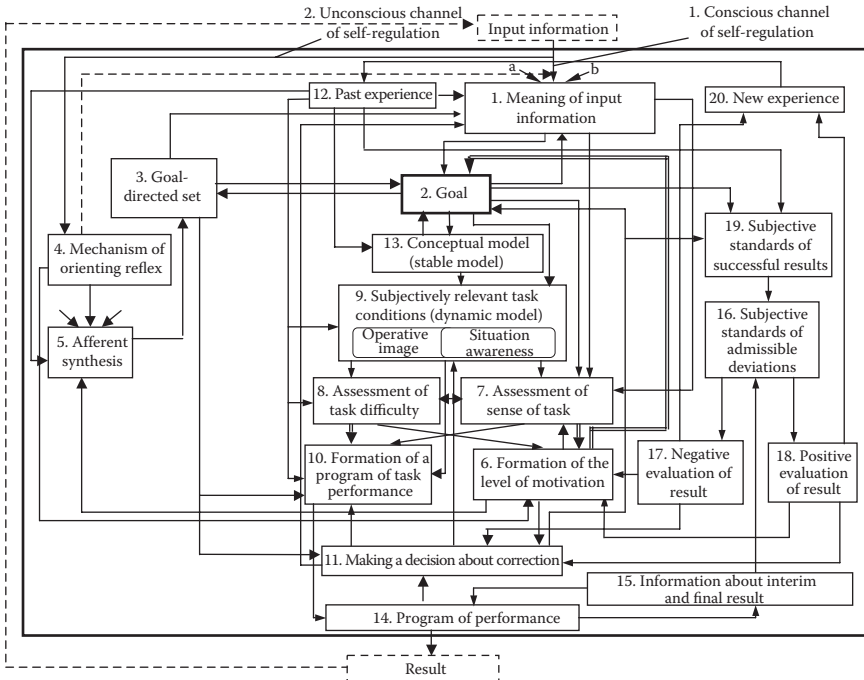 2. Unconscious channel
of self-regulation
Input information
1. Conscious channel
of self-regulation
a
b
12. Past experience
1. Meaning of input
information
20. New experience
3. Goal-
directed set
2. Goal
19. Subjective
standards of
successful results
4. Mechanism of
orienting reflex
13. Conceptual model
(stable model)
9. Subjectively relevant task
conditions (dynamic model)
Operative
image
Situation
awareness
16. Subjective
standards of
admissible
deviations
5. Afferent
synthesis
8. Assessment of
task difficulty
7. Assessment of
sense of task
10. Formation of a
program of task
performance
6. Formation of the
level of motivation
17. Negative
evaluation of
result
18. Positive
evaluation
of result
11. Making a decision about correction
15. Information about interim
and final result
14. Program of performance
Result